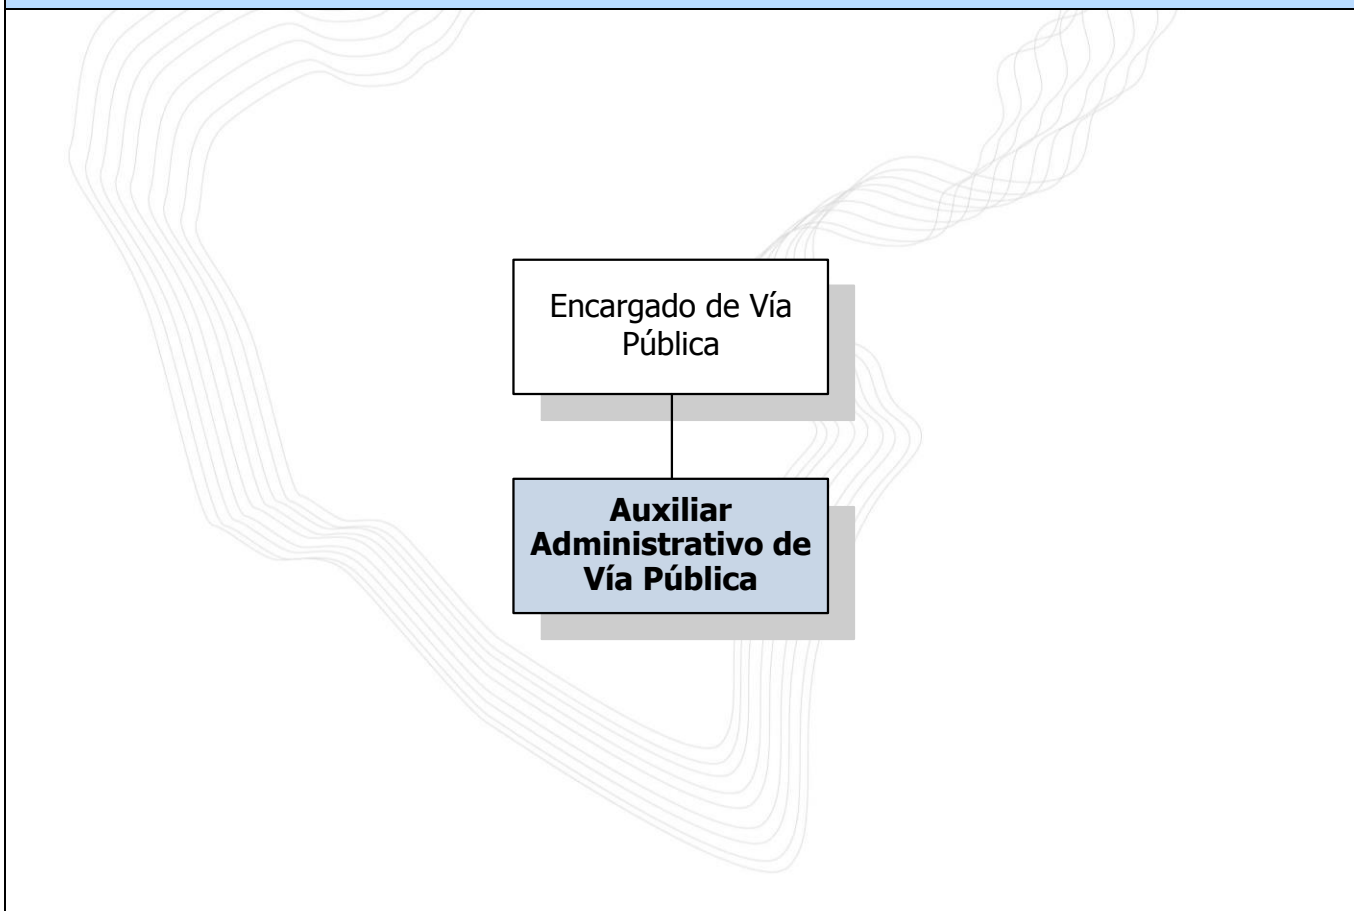 Encargado de Vía
Pública
Auxiliar
Administrativo de
Vía Pública